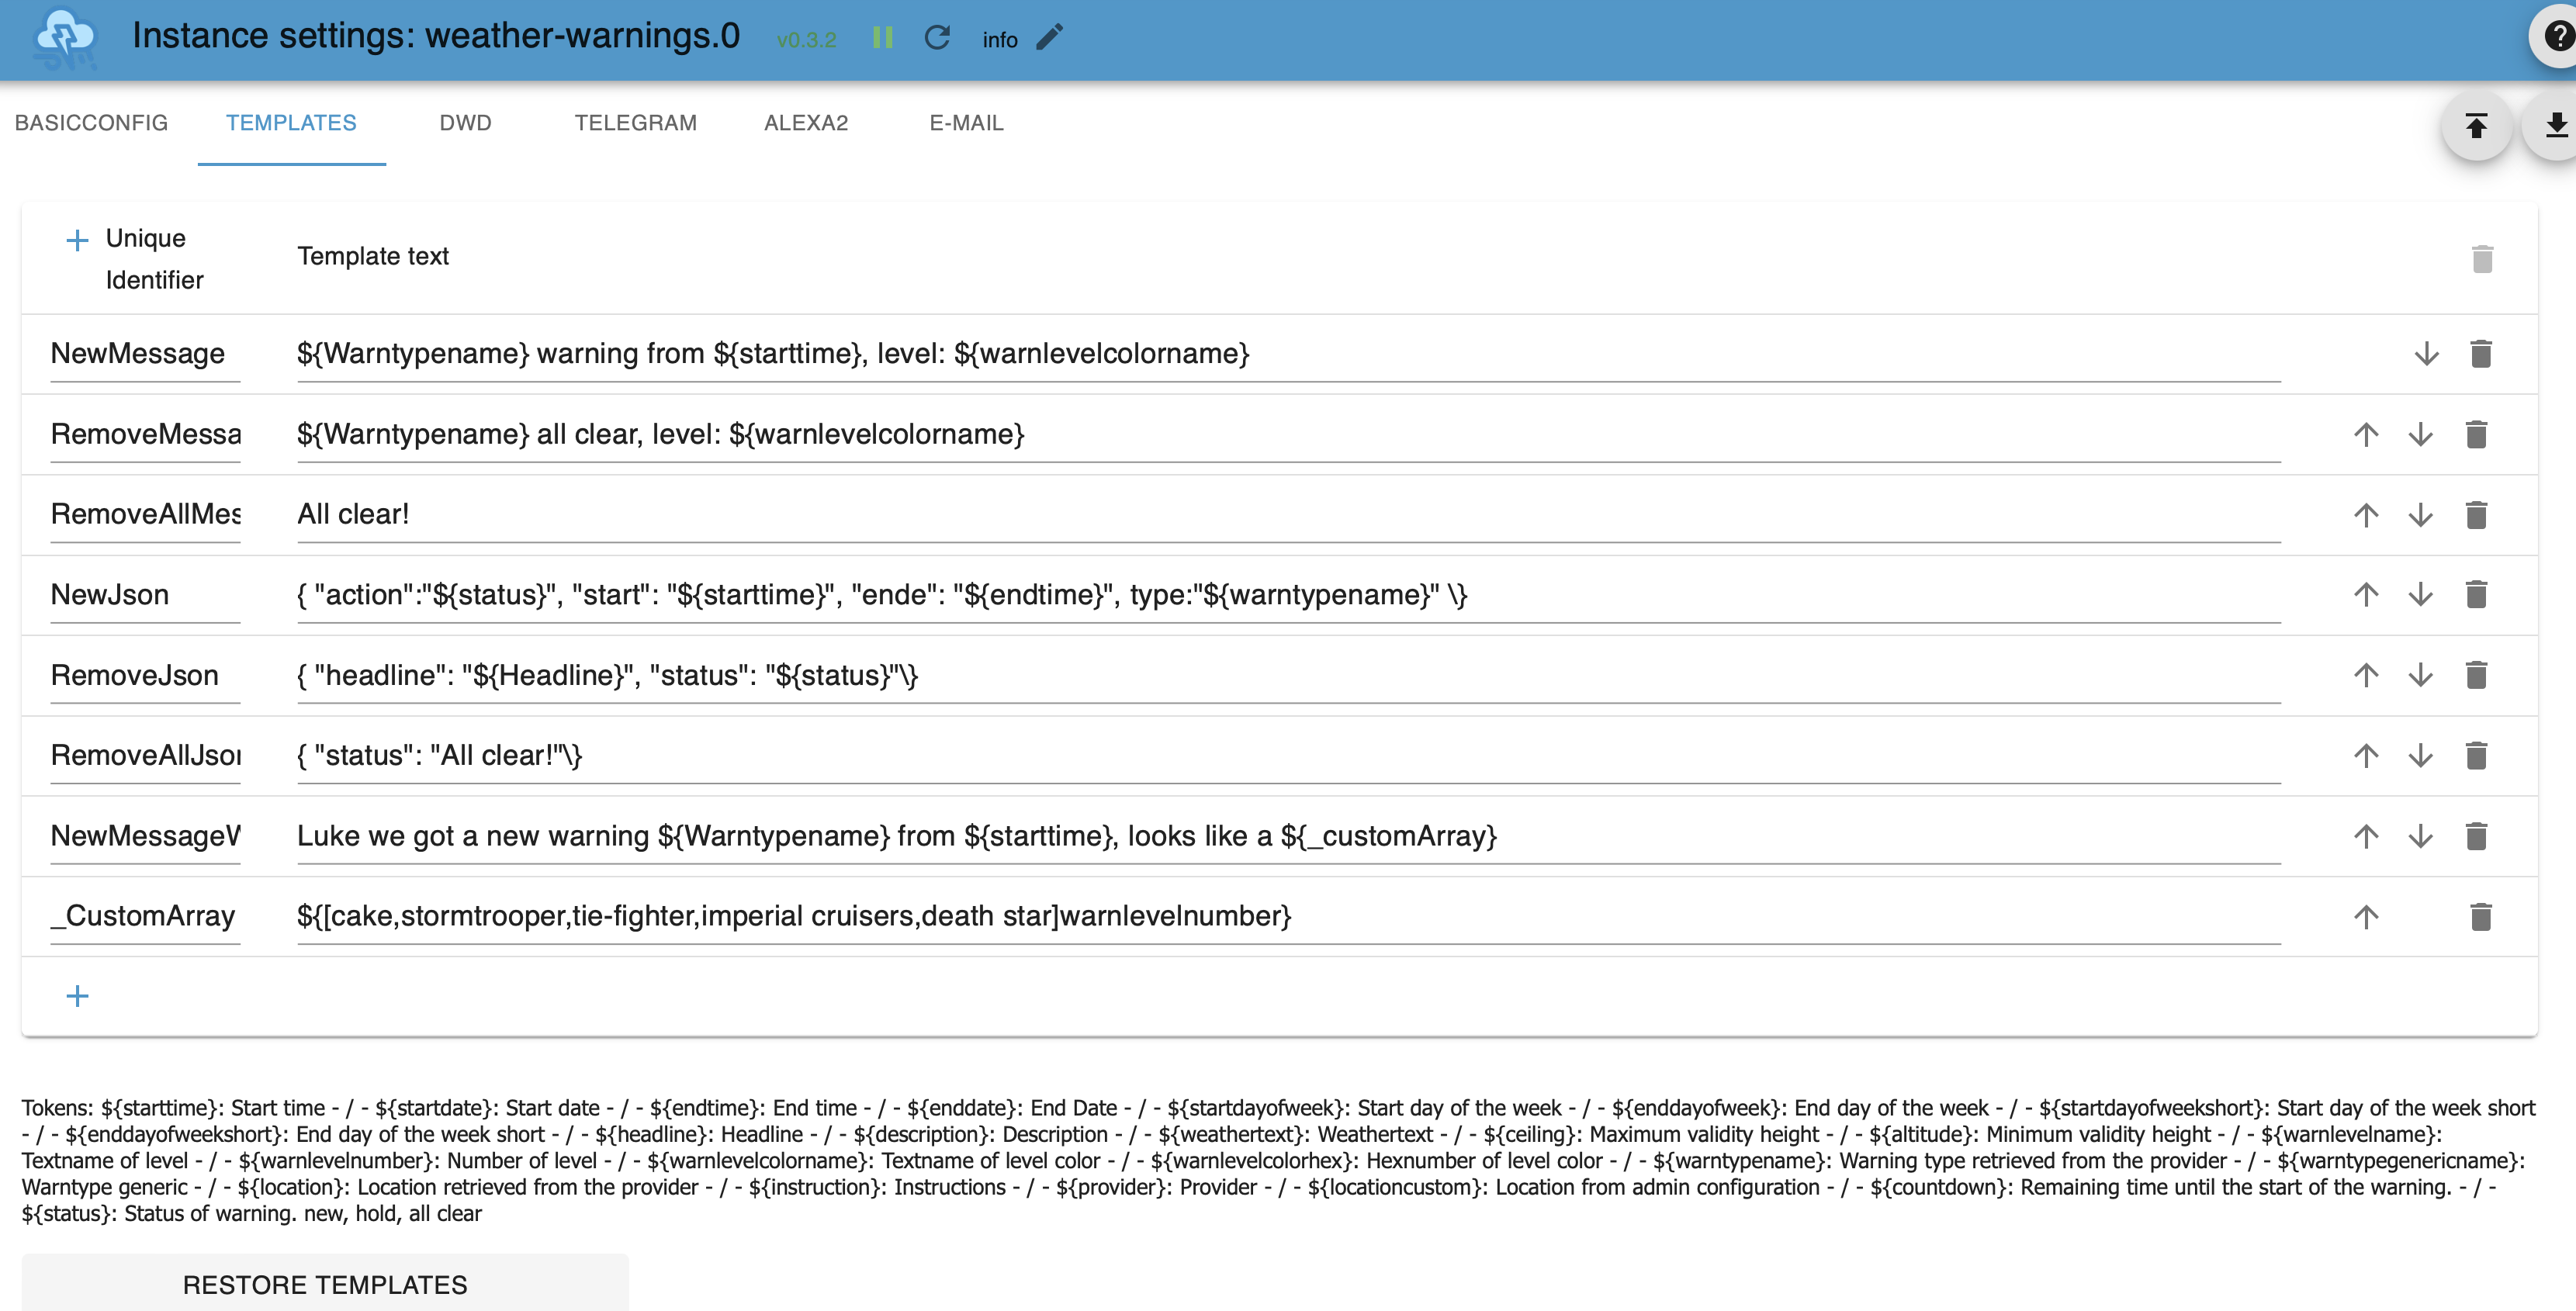 Instance settings: weather-warnings.0 v0.3.2 info
BASICCONFIG TEMPLATES DWD TELEGRAM ALEXA2 E-MAIL
Unique
Identifier
Template text
NewMessage ${Warntypename} warning from ${starttime}, level: ${warnlevelcolorname}
RemoveMessa ${Warntypename} all clear, level: ${warnlevelcolorname}
RemoveAllMes All clear!
NewJson { "action":"${status}", "start": "${starttime}", "ende": "${endtime}", type:"${warntypename}" \}
RemoveJson { "headline": "${Headline}", "status": "${status}"\}
RemoveAllJson { "status": "All clear!"\}
NewMessageW Luke we got a new warning ${Warntypename} from ${starttime}, looks like a ${_customArray}
_CustomArray ${[cake,stormtrooper,tie-fighter,imperial cruisers,death star]warnlevelnumber}
Tokens: ${starttime}: Start time - / - ${startdate}: Start date - / - ${endtime}: End time - / - ${enddate}: End Date - / - ${startdayofweek}: Start day of the week - / - ${enddayofweek}: End day of the week - / - ${startdayofweekshort}: Start day of the week short
- / - ${enddayofweekshort}: End day of the week short - / - ${headline}: Headline - / - ${description}: Description - / - ${weathertext}: Weathertext - / - ${ceiling}: Maximum validity height - / - ${altitude}: Minimum validity height - / - ${warnlevelname}:
Textname of level - / - ${warnlevelnumber}: Number of level - / - ${warnlevelcolorname}: Textname of level color - / - ${warnlevelcolorhex}: Hexnumber of level color - / - ${warntypename}: Warning type retrieved from the provider - / - ${warntypegenericname}:
Warntype generic - / - ${location}: Location retrieved from the provider - / - ${instruction}: Instructions - / - ${provider}: Provider - / - ${locationcustom}: Location from admin configuration - / - ${countdown}: Remaining time until the start of the warning. - / -
${status}: Status of warning. new, hold, all clear
RESTORE TEMPLATES